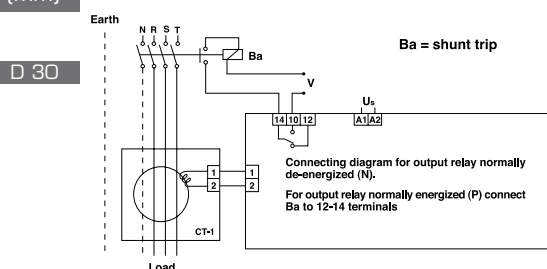 (mm)
D 30
Earth
N R S T
Ba
Ba = shunt trip
V
14 10 12
Us
A1 A2
Connecting diagram for output relay normally
de-energized (N).
For output relay normally energized (P) connect
Ba to 12-14 terminals
1
2
1
2
CT-1
Load